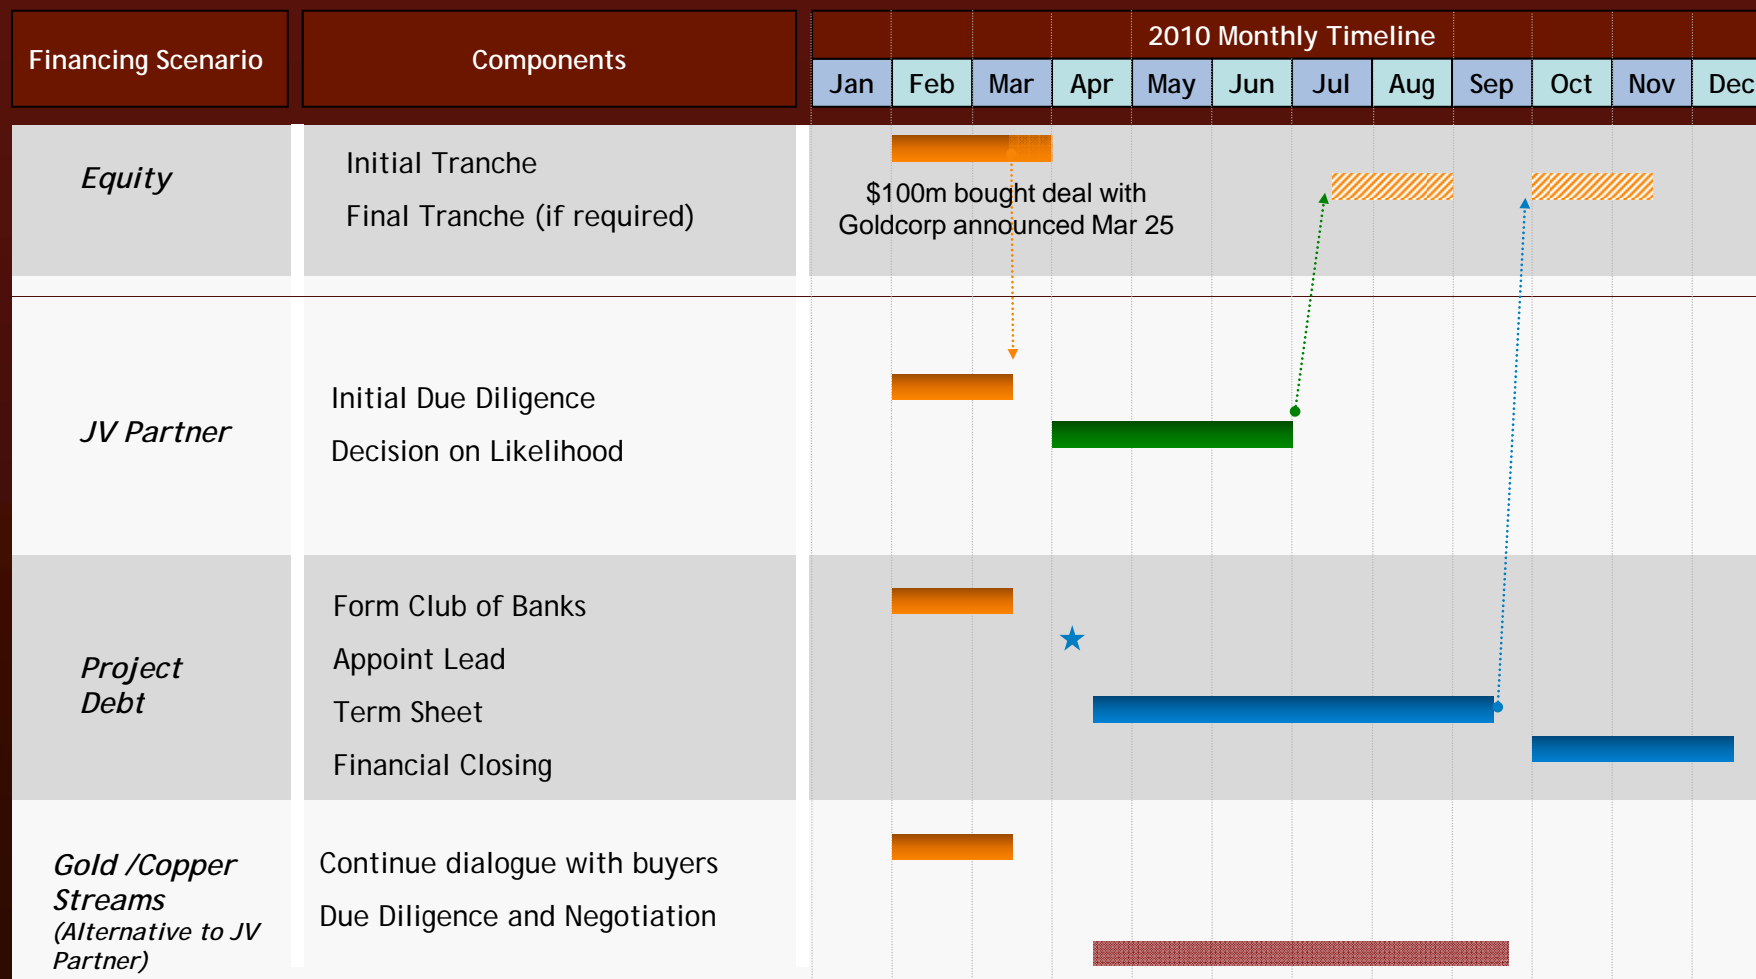 Financing Scenario
Components
2010 Monthly Timeline
Jan Feb Mar Apr May Jun Jul Aug Sep Oct Nov Dec
Equity
Initial Tranche
Final Tranche (if required)
$100m bought deal with
Goldcorp announced Mar 25
JV Partner
Initial Due Diligence
Decision on Likelihood
Project
Debt
Form Club of Banks
Appoint Lead
Term Sheet
Financial Closing
Gold /Copper
Streams
(Alternative to JV
Partner)
Continue dialogue with buyers
Due Diligence and Negotiation